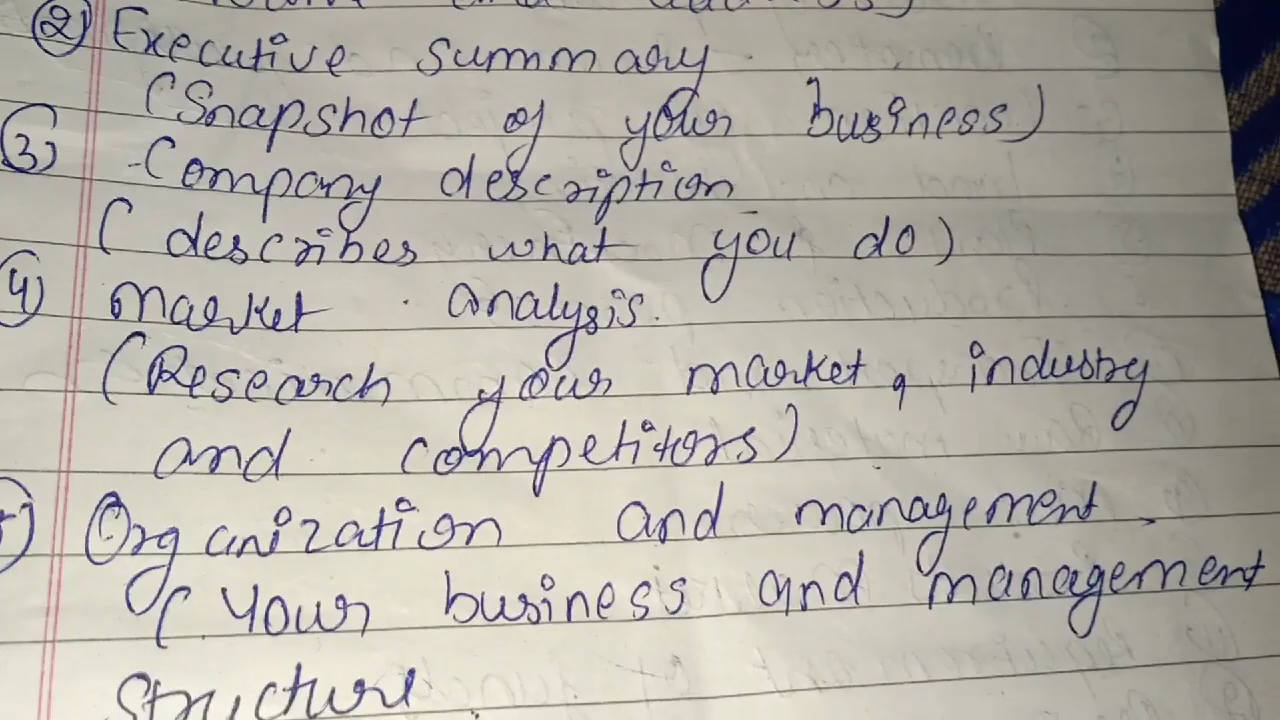 ② Executive summary
(Snapshot of your business)
③ Company description
(describes what you do)
④ Market analysis.
(Research your market, industry
and competitors)
Organization and management
(Your business and management
structure